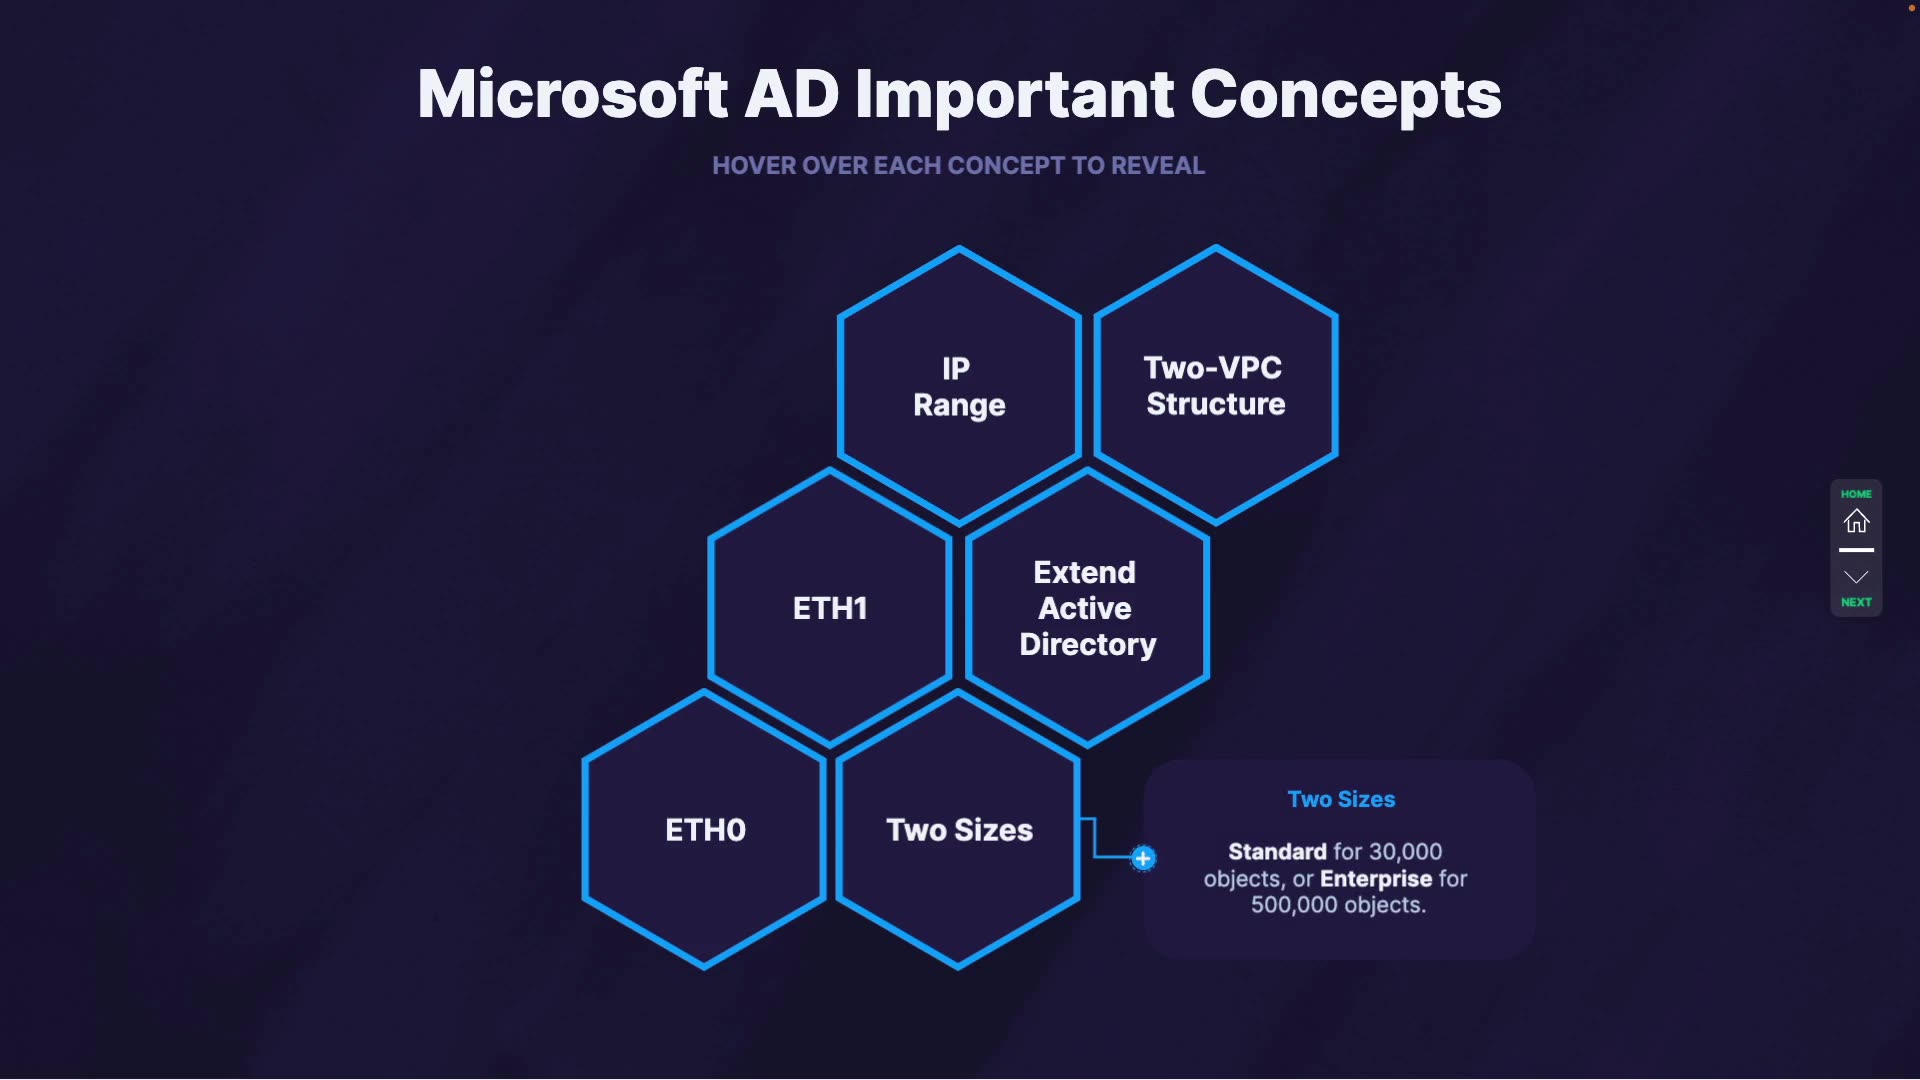 Microsoft AD Important Concepts
HOVER OVER EACH CONCEPT TO REVEAL
IP
Range
Two-VPC
Structure
ETH1
Extend
Active
Directory
ETH0
Two Sizes
Two Sizes
Standard for 30,000
objects, or Enterprise for
500,000 objects.
HOME
NEXT